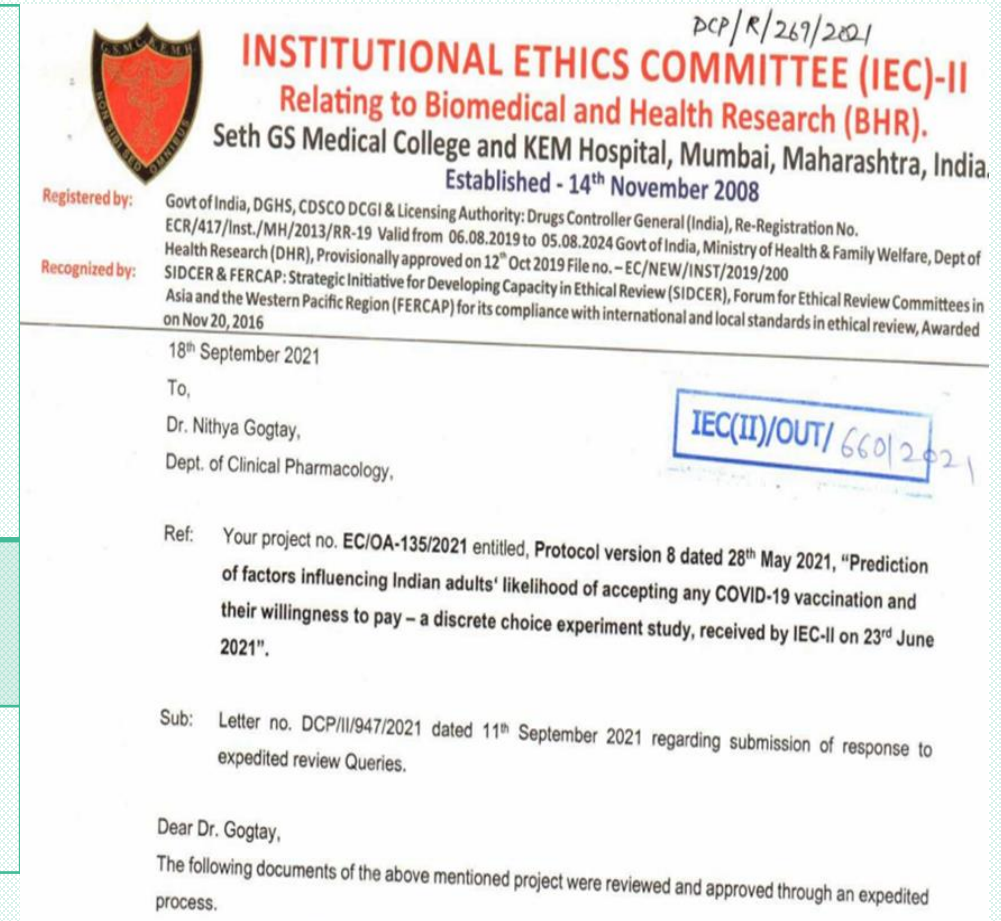 DCP/R/269/2021
G.S.M.C. K.E.M.H.
NON SIBI SED OMNIBUS
INSTITUTIONAL ETHICS COMMITTEE (IEC)-II
Relating to Biomedical and Health Research (BHR).
Seth GS Medical College and KEM Hospital, Mumbai, Maharashtra, India.
Established - 14th November 2008
Registered by: Govt of India, DGHS, CDSCO DCGI & Licensing Authority: Drugs Controller General (India), Re-Registration No.
ECR/417/Inst./MH/2013/RR-19 Valid from 06.08.2019 to 05.08.2024 Govt of India, Ministry of Health & Family Welfare, Dept of
Health Research (DHR), Provisionally approved on 12th Oct 2019 File no. – EC/NEW/INST/2019/200
Recognized by: SIDCER & FERCAP: Strategic Initiative for Developing Capacity in Ethical Review (SIDCER), Forum for Ethical Review Committees in
Asia and the Western Pacific Region (FERCAP) for its compliance with international and local standards in ethical review, Awarded
on Nov 20, 2016
18th September 2021
To,
Dr. Nithya Gogtay,
Dept. of Clinical Pharmacology,
IEC(II)/OUT/ 660/2021
Ref: Your project no. EC/OA-135/2021 entitled, Protocol version 8 dated 28th May 2021, “Prediction
of factors influencing Indian adults‘ likelihood of accepting any COVID-19 vaccination and
their willingness to pay – a discrete choice experiment study, received by IEC-II on 23rd June
2021”.
Sub: Letter no. DCP/II/947/2021 dated 11th September 2021 regarding submission of response to
expedited review Queries.
Dear Dr. Gogtay,
The following documents of the above mentioned project were reviewed and approved through an expedited
process.